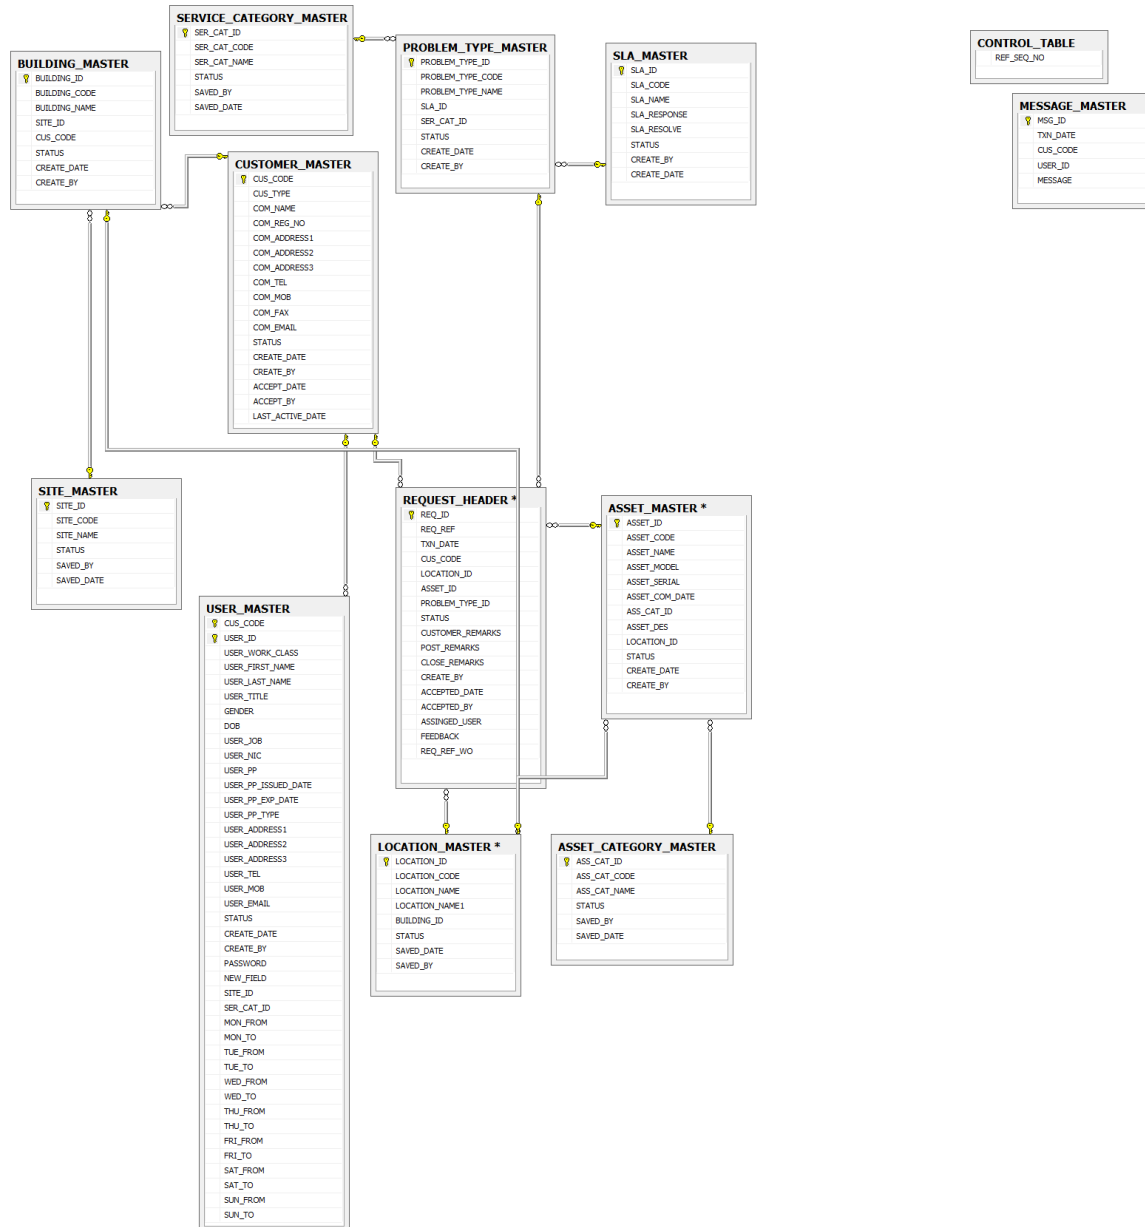 SERVICE_CATEGORY_MASTER
SER_CAT_ID
SER_CAT_CODE
SER_CAT_NAME
STATUS
SAVED_BY
SAVED_DATE
BUILDING_MASTER
BUILDING_ID
BUILDING_CODE
BUILDING_NAME
SITE_ID
CUS_CODE
STATUS
CREATE_DATE
CREATE_BY
PROBLEM_TYPE_MASTER
PROBLEM_TYPE_ID
PROBLEM_TYPE_CODE
PROBLEM_TYPE_NAME
SLA_ID
SER_CAT_ID
STATUS
CREATE_DATE
CREATE_BY
SLA_MASTER
SLA_ID
SLA_CODE
SLA_NAME
SLA_RESPONSE
SLA_RESOLVE
STATUS
CREATE_BY
CREATE_DATE
CONTROL_TABLE
REF_SEQ_NO
MESSAGE_MASTER
MSG_ID
TXN_DATE
CUS_CODE
USER_ID
MESSAGE
CUSTOMER_MASTER
CUS_CODE
CUS_TYPE
COM_NAME
COM_REG_NO
COM_ADDRESS1
COM_ADDRESS2
COM_ADDRESS3
COM_TEL
COM_MOB
COM_FAX
COM_EMAIL
STATUS
CREATE_DATE
CREATE_BY
ACCEPT_DATE
ACCEPT_BY
LAST_ACTIVE_DATE
SITE_MASTER
SITE_ID
SITE_CODE
SITE_NAME
STATUS
SAVED_BY
SAVED_DATE
REQUEST_HEADER *
REQ_ID
REQ_REF
TXN_DATE
CUS_CODE
LOCATION_ID
ASSET_ID
PROBLEM_TYPE_ID
STATUS
CUSTOMER_REMARKS
POST_REMARKS
CLOSE_REMARKS
CREATE_BY
ACCEPTED_DATE
ACCEPTED_BY
ASSINGED_USER
FEEDBACK
REQ_REF_WO
ASSET_MASTER *
ASSET_ID
ASSET_CODE
ASSET_NAME
ASSET_MODEL
ASSET_SERIAL
ASSET_COM_DATE
ASS_CAT_ID
ASSET_DES
LOCATION_ID
STATUS
CREATE_DATE
CREATE_BY
USER_MASTER
CUS_CODE
USER_ID
USER_WORK_CLASS
USER_FIRST_NAME
USER_LAST_NAME
USER_TITLE
GENDER
DOB
USER_JOB
USER_NIC
USER_PP
USER_PP_ISSUED_DATE
USER_PP_EXP_DATE
USER_PP_TYPE
USER_ADDRESS1
USER_ADDRESS2
USER_ADDRESS3
USER_TEL
USER_MOB
USER_EMAIL
STATUS
CREATE_DATE
CREATE_BY
PASSWORD
NEW_FIELD
SITE_ID
SER_CAT_ID
MON_FROM
MON_TO
TUE_FROM
TUE_TO
WED_FROM
WED_TO
THU_FROM
THU_TO
FRI_FROM
FRI_TO
SAT_FROM
SAT_TO
SUN_FROM
SUN_TO
LOCATION_MASTER *
LOCATION_ID
LOCATION_CODE
LOCATION_NAME
LOCATION_NAME1
BUILDING_ID
STATUS
SAVED_DATE
SAVED_BY
ASSET_CATEGORY_MASTER
ASS_CAT_ID
ASS_CAT_CODE
ASS_CAT_NAME
STATUS
SAVED_BY
SAVED_DATE